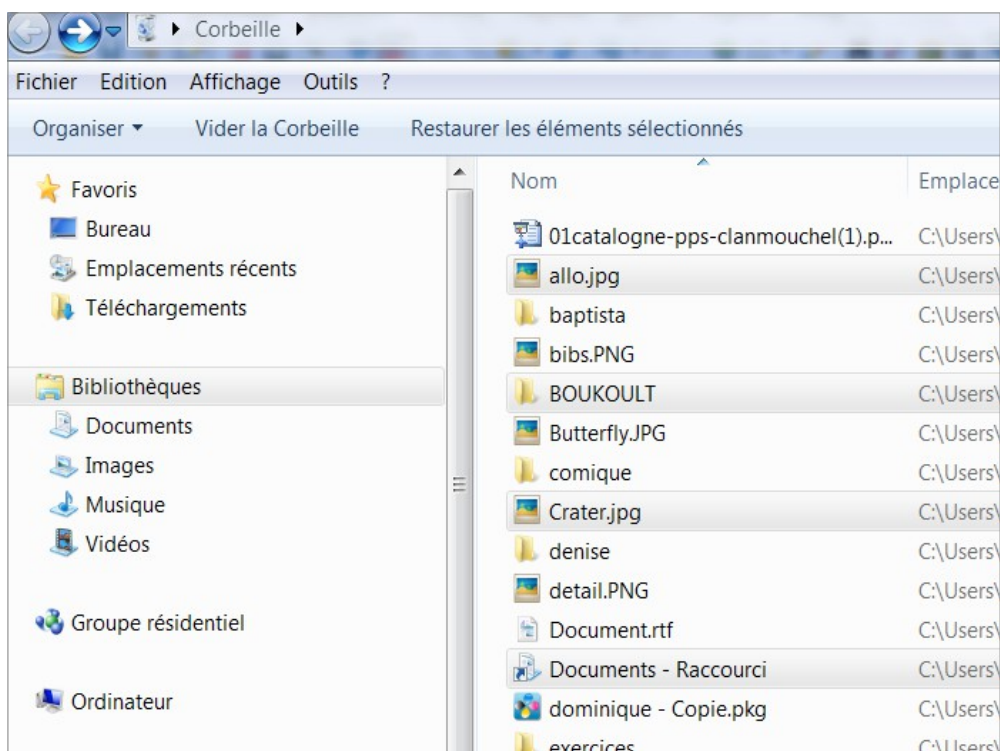 Corbeille
Fichier Edition Affichage Outils ?
Organiser Vider la Corbeille Restaurer les éléments sélectionnés
Favoris
Bureau
Emplacements récents
Téléchargements
Bibliothèques
Documents
Images
Musique
Vidéos
Groupe résidentiel
Ordinateur
Nom Emplace
01catalogne-pps-clanmouchel(1).p... C:\Users\
allo.jpg C:\Users\
baptista C:\Users\
bibs.PNG C:\Users\
BOUKOULT C:\Users\
Butterfly.JPG C:\Users\
comique C:\Users\
Crater.jpg C:\Users\
denise C:\Users\
detail.PNG C:\Users\
Document.rtf C:\Users\
Documents - Raccourci C:\Users\
dominique - Copie.pkg C:\Users\
exercices C:\Users\